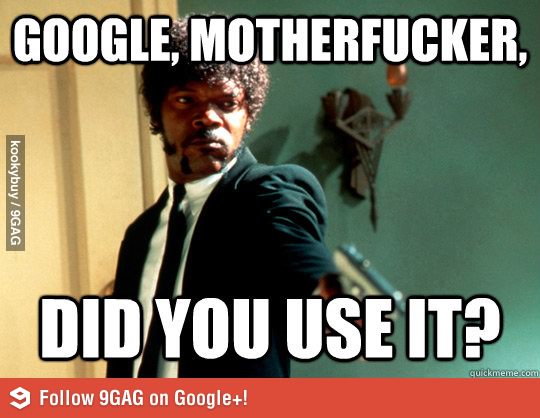 GOOGLE, MOTHERFUCKER,
kookybuy / 9GAG
DID YOU USE IT?
quickmeme.com
Follow 9GAG on Google+!